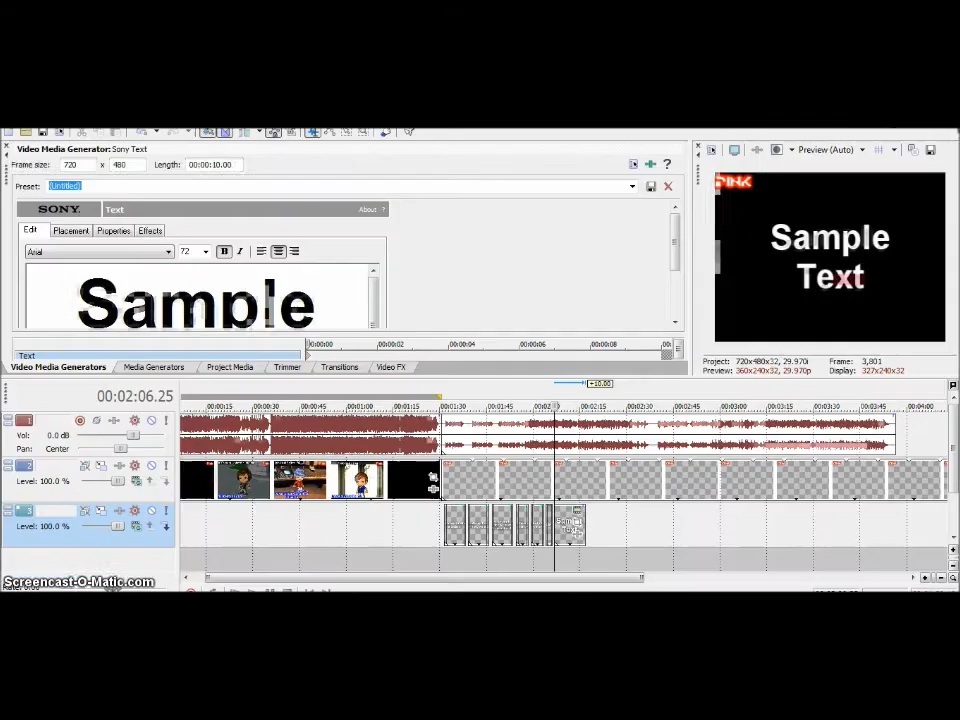 Video Media Generator: Sony Text
Frame size: 720 x 480 Length: 00:00:10.00
Preset: (Untitled)
SONY. Text About ?
Edit Placement Properties Effects
Arial 72 B I
Sample
Text
0:00:00 00:00:02 00:00:04 00:00:06 00:00:08 00:
Video Media Generators Media Generators Project Media Trimmer Transitions Video FX
Preview (Auto)
PINK
Sample
Text
Project: 720x480x32, 29.970i Frame: 3,801
Preview: 360x240x32, 29.970p Display: 327x240x32
00:02:06.25
+10.00
00:00:15 00:00:30 00:00:45 00:01:00 00:01:15 00:01:30 00:01:45 00:02:00 00:02:15 00:02:30 00:02:45 00:03:00 00:03:15 00:03:30 00:03:45 00:04:00
1
Vol: 0.0 dB
Pan: Center
2
Level: 100.0 %
3
Level: 100.0 %
Screencast-O-Matic.com